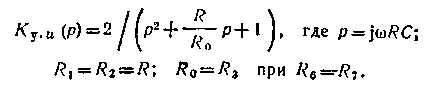 K_{у.и} (p) = 2 / (p² + R/R₀ p + 1), где p = jωRC;
R₁ = R₂ = R; R₀ = R₃ при R₆ = R₇.